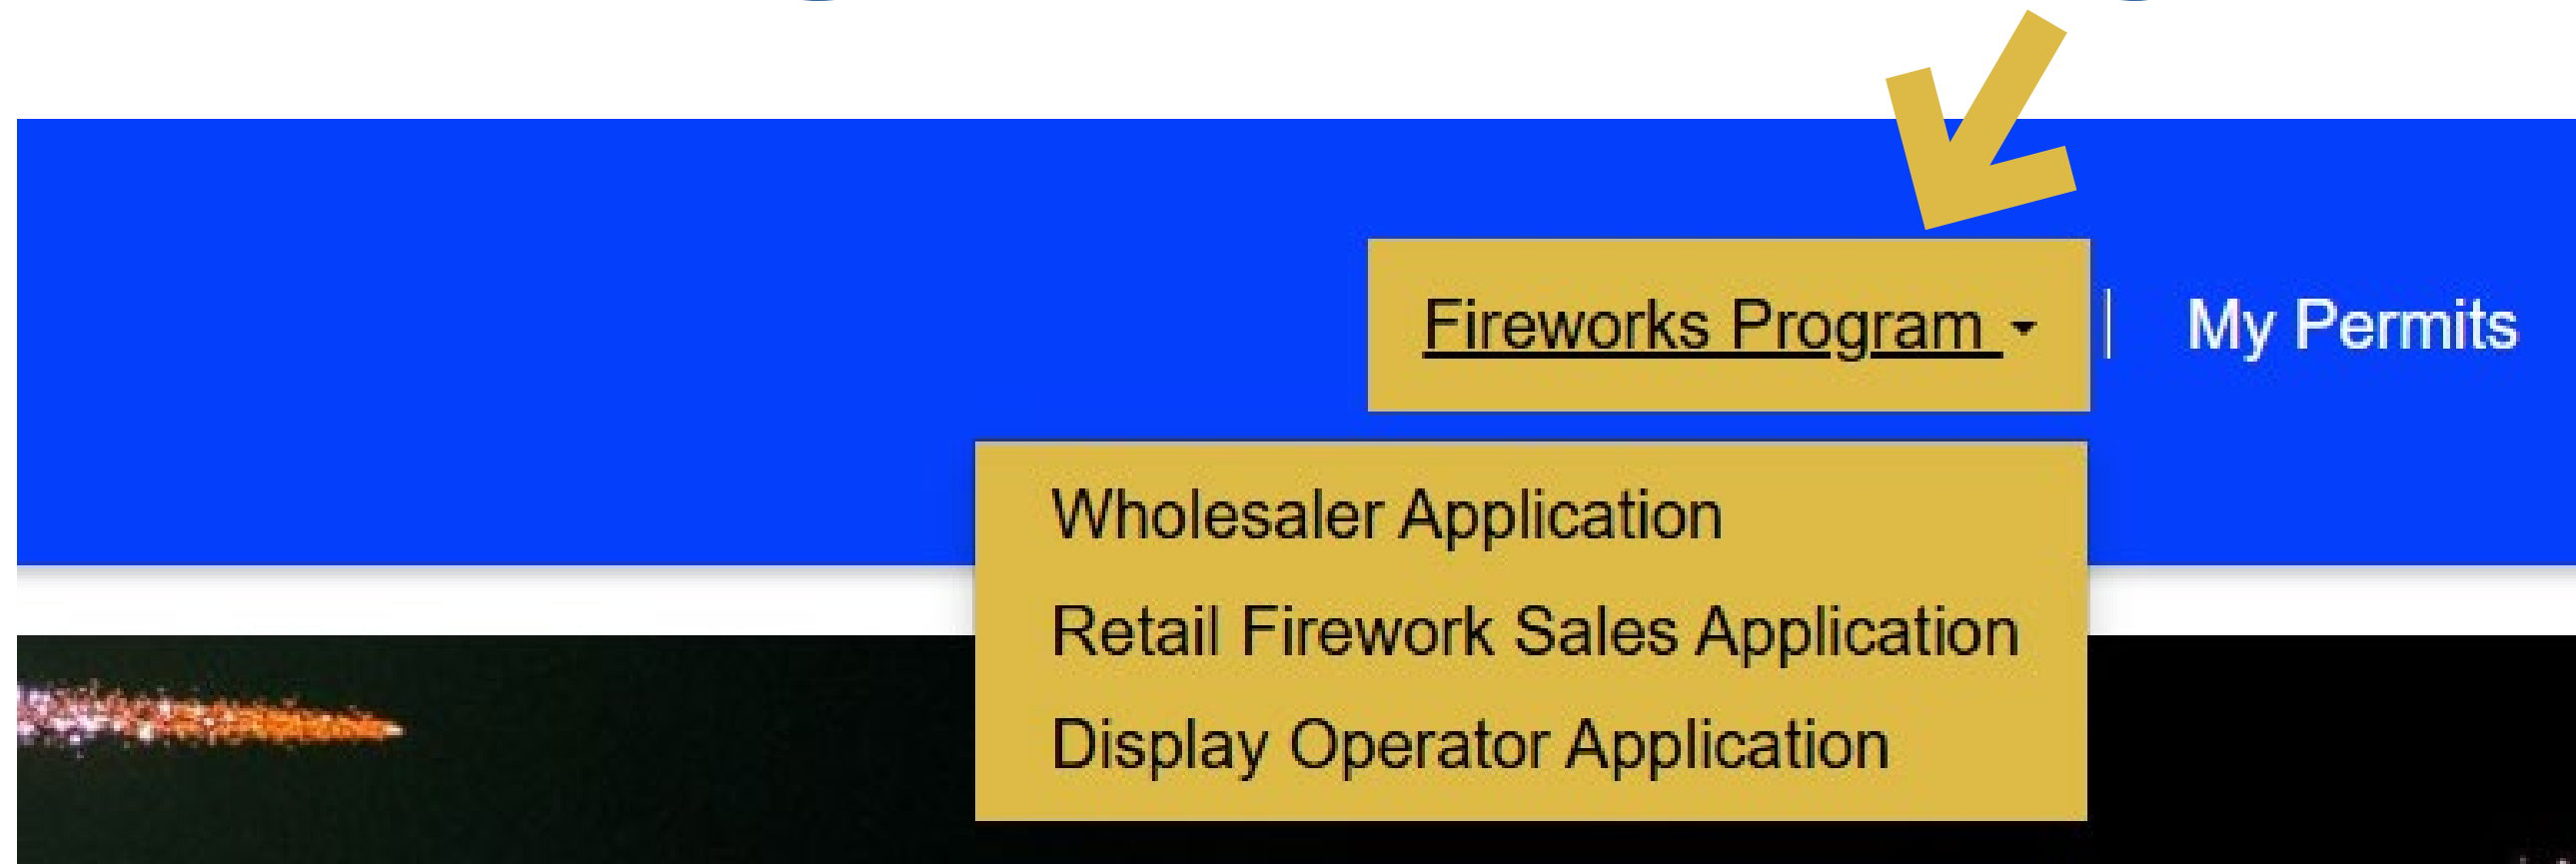 Fireworks Program | My Permits
Wholesaler Application
Retail Firework Sales Application
Display Operator Application